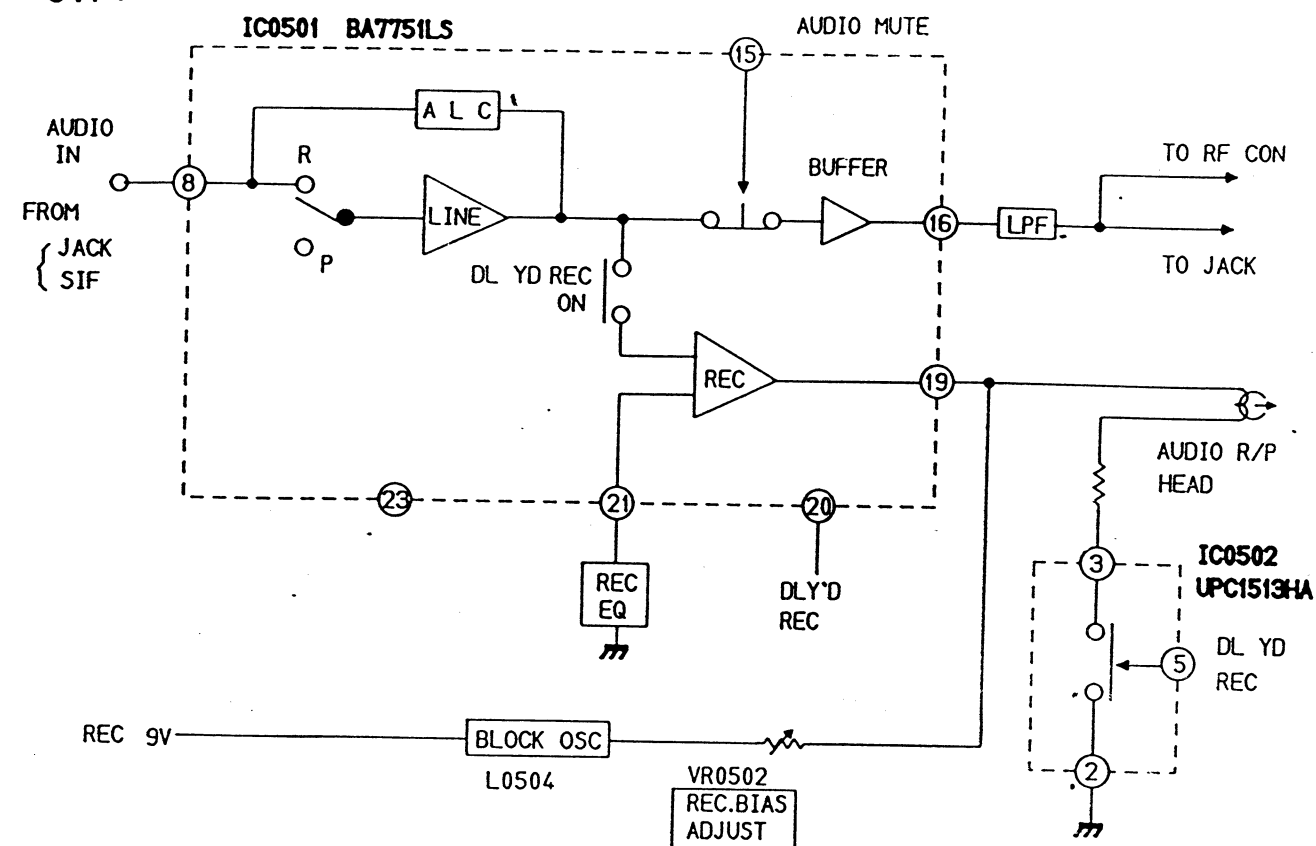 IC0501 BA7751LS
AUDIO MUTE
15
A L C
AUDIO
IN
R
BUFFER
TO RF CON
8
FROM
JACK
SIF
LINE
P
16
LPF
TO JACK
DL YD REC
ON
REC
19
AUDIO R/P
HEAD
23
21
20
REC
EQ
DLY'D
REC
3
IC0502
UPC1513HA
5
DL YD
REC
REC 9V
BLOCK OSC
L0504
VR0502
REC.BIAS
ADJUST
2